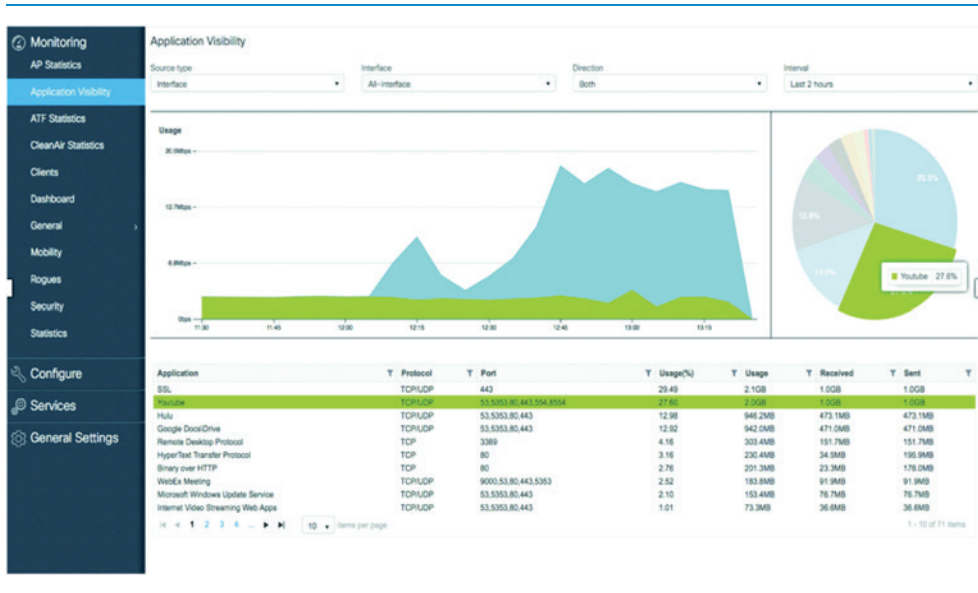 Monitoring
AP Statistics
Application Visibility
ATF Statistics
CleanAir Statistics
Clients
Dashboard
General
Mobility
Rogues
Security
Statistics
Configure
Services
General Settings
Application Visibility
Source type Interface Direction Interval
Interface All-Interface Both Last 2 hours
Usage
20.5Mbps
13.7Mbps
6.8Mbps
0bps
11:30 11:45 12:00 12:15 12:30 12:45 13:00 13:15
29.5%
12.9%
Youtube 27.6%
Application Protocol Port Usage(%) Usage Received Sent
SSL TCP/UDP 443 29.49 2.1GB 1.0GB 1.0GB
Youtube TCP/UDP 53,5353,80,443,554,8554 27.60 2.0GB 1.0GB 1.0GB
Hulu TCP/UDP 53,5353,80,443 12.98 946.2MB 473.1MB 473.1MB
Google Docs\Drive TCP/UDP 53,5353,80,443 12.92 942.0MB 471.0MB 471.0MB
Remote Desktop Protocol TCP 3389 4.16 303.4MB 151.7MB 151.7MB
HyperText Transfer Protocol TCP 80 3.16 230.4MB 34.5MB 195.9MB
Binary over HTTP TCP 80 2.76 201.3MB 23.3MB 178.0MB
WebEx Meeting TCP/UDP 9000,53,80,443,5353 2.52 183.8MB 91.9MB 91.9MB
Microsoft Windows Update Service TCP/UDP 53,5353,80,443 2.10 153.4MB 76.7MB 76.7MB
Internet Video Streaming Web Apps TCP/UDP 53,5353,80,443 1.01 73.3MB 36.6MB 36.6MB
1 2 3 4 ... 10 items per page 1 - 10 of 71 items